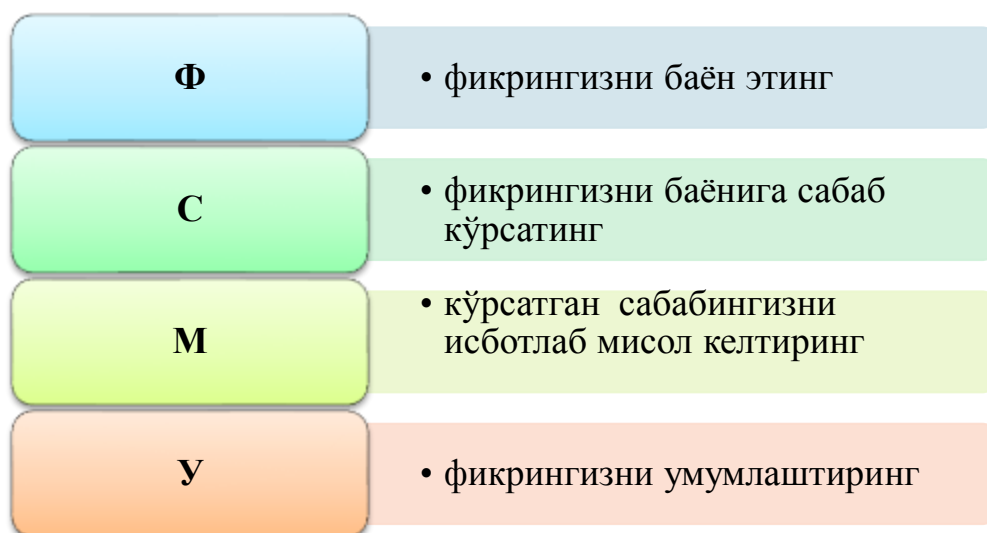 Ф
• фикрингизни баён этинг
С
• фикрингизни баёнига сабаб
кўрсатинг
М
• кўрсатган сабабингизни
исботлаб мисол келтиринг
У
• фикрингизни умумлаштиринг